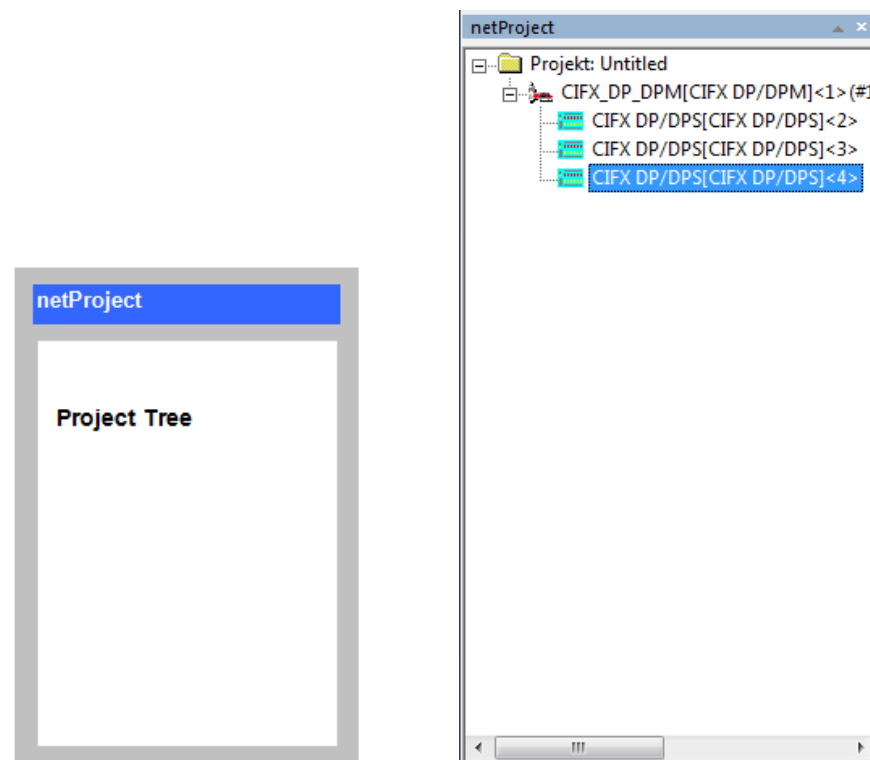 netProject
Project Tree
netProject
Projekt: Untitled
CIFX_DP_DPM[CIFX DP/DPM]<1>(#1
CIFX DP/DPS[CIFX DP/DPS]<2>
CIFX DP/DPS[CIFX DP/DPS]<3>
CIFX DP/DPS[CIFX DP/DPS]<4>